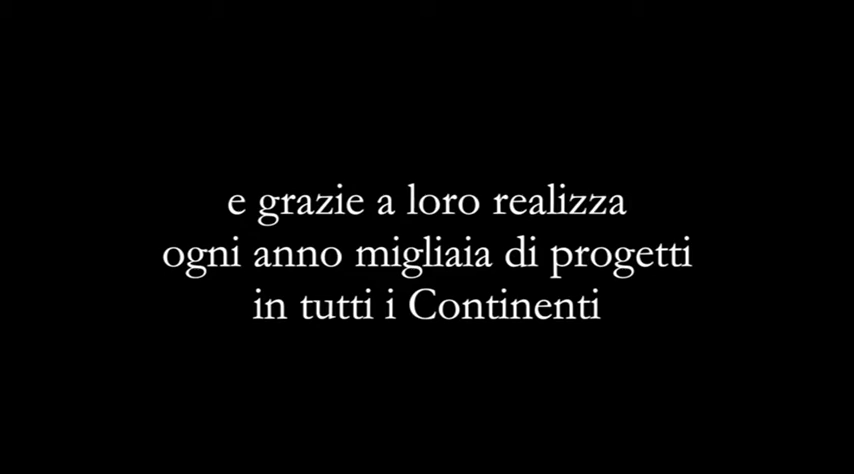 e grazie a loro realizza
ogni anno migliaia di progetti
in tutti i Continenti